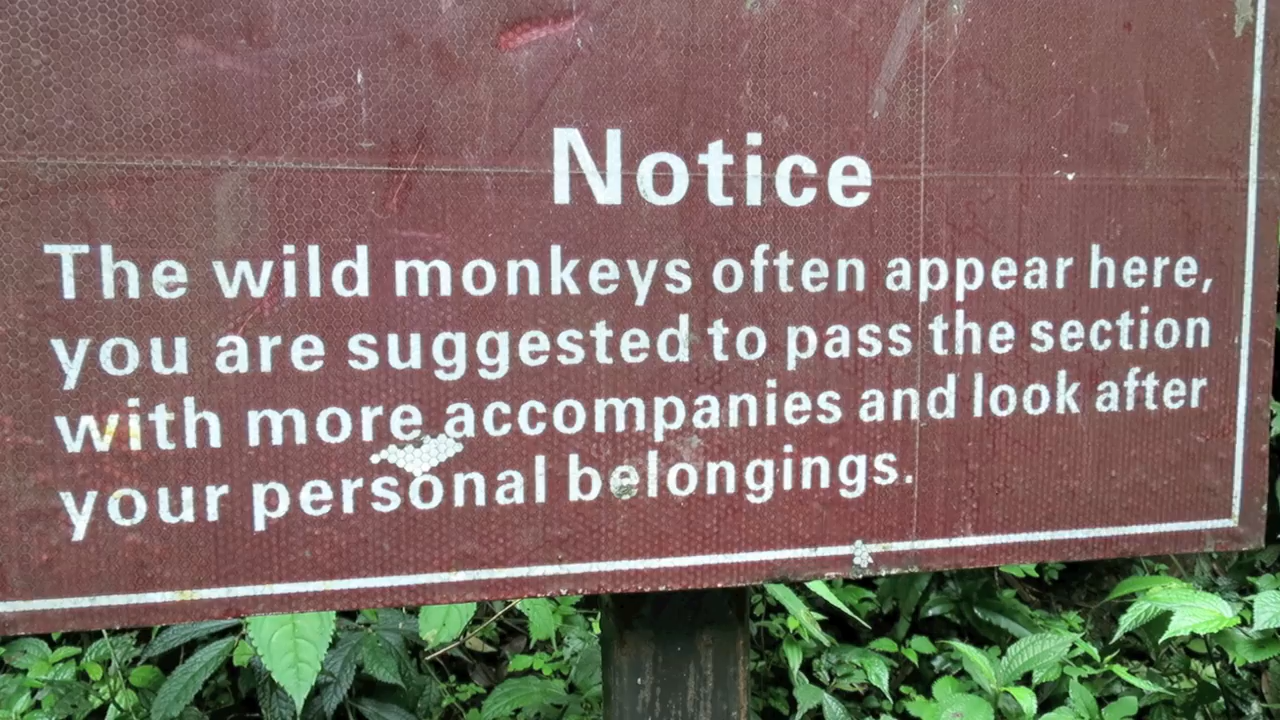 Notice
The wild monkeys often appear here,
you are suggested to pass the section
with more accompanies and look after
your personal belongings.